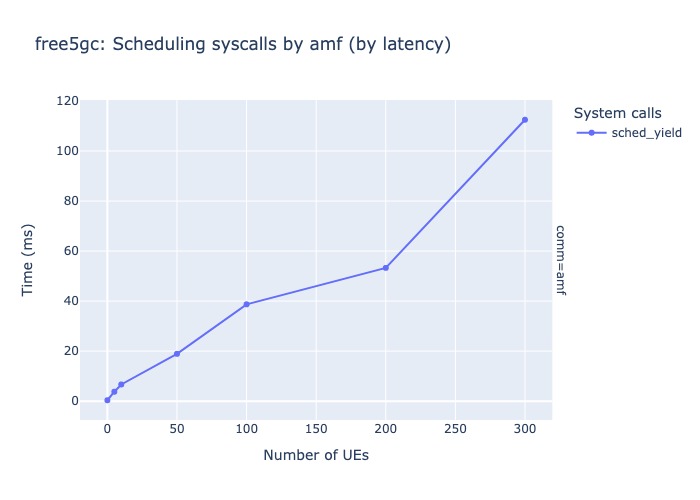 free5gc: Scheduling syscalls by amf (by latency)
System calls
sched_yield
120
100
80
60
40
20
0
Time (ms)
comm=amf
0 50 100 150 200 250 300
Number of UEs